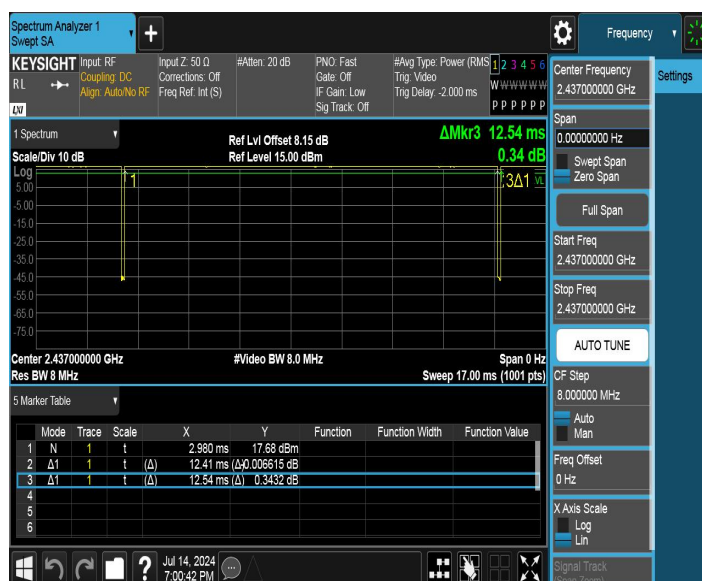 Spectrum Analyzer 1
Swept SA
Frequency
KEYSIGHT
RL
LXI
Input: RF
Coupling: DC
Align: Auto/No RF
Input Z: 50 Ω
Corrections: Off
Freq Ref: Int (S)
#Atten: 20 dB
PNO: Fast
Gate: Off
IF Gain: Low
Sig Track: Off
#Avg Type: Power (RMS
Trig: Video
Trig Delay: -2.000 ms
1 2 3 4 5 6
W W W W W W
P P P P P P
1 Spectrum
Scale/Div 10 dB
Ref Lvl Offset 8.15 dB
Ref Level 15.00 dBm
ΔMkr3 12.54 ms
0.34 dB
Log
1
3Δ1
VL
5.00
-5.00
-15.0
-25.0
-35.0
-45.0
-55.0
-65.0
-75.0
Center 2.437000000 GHz
#Video BW 8.0 MHz
Span 0 Hz
Res BW 8 MHz
Sweep 17.00 ms (1001 pts)
5 Marker Table
Mode Trace Scale X Y Function Function Width Function Value
1 N 1 t 2.980 ms 17.68 dBm
2 Δ1 1 t (Δ) 12.41 ms (Δ) -0.006615 dB
3 Δ1 1 t (Δ) 12.54 ms (Δ) 0.3432 dB
4
5
6
Jul 14, 2024
7:00:42 PM
Center Frequency
2.437000000 GHz
Settings
Span
0.00000000 Hz
Swept Span
Zero Span
Full Span
Start Freq
2.437000000 GHz
Stop Freq
2.437000000 GHz
AUTO TUNE
CF Step
8.000000 MHz
Auto
Man
Freq Offset
0 Hz
X Axis Scale
Log
Lin
Signal Track
(Span Zoom)